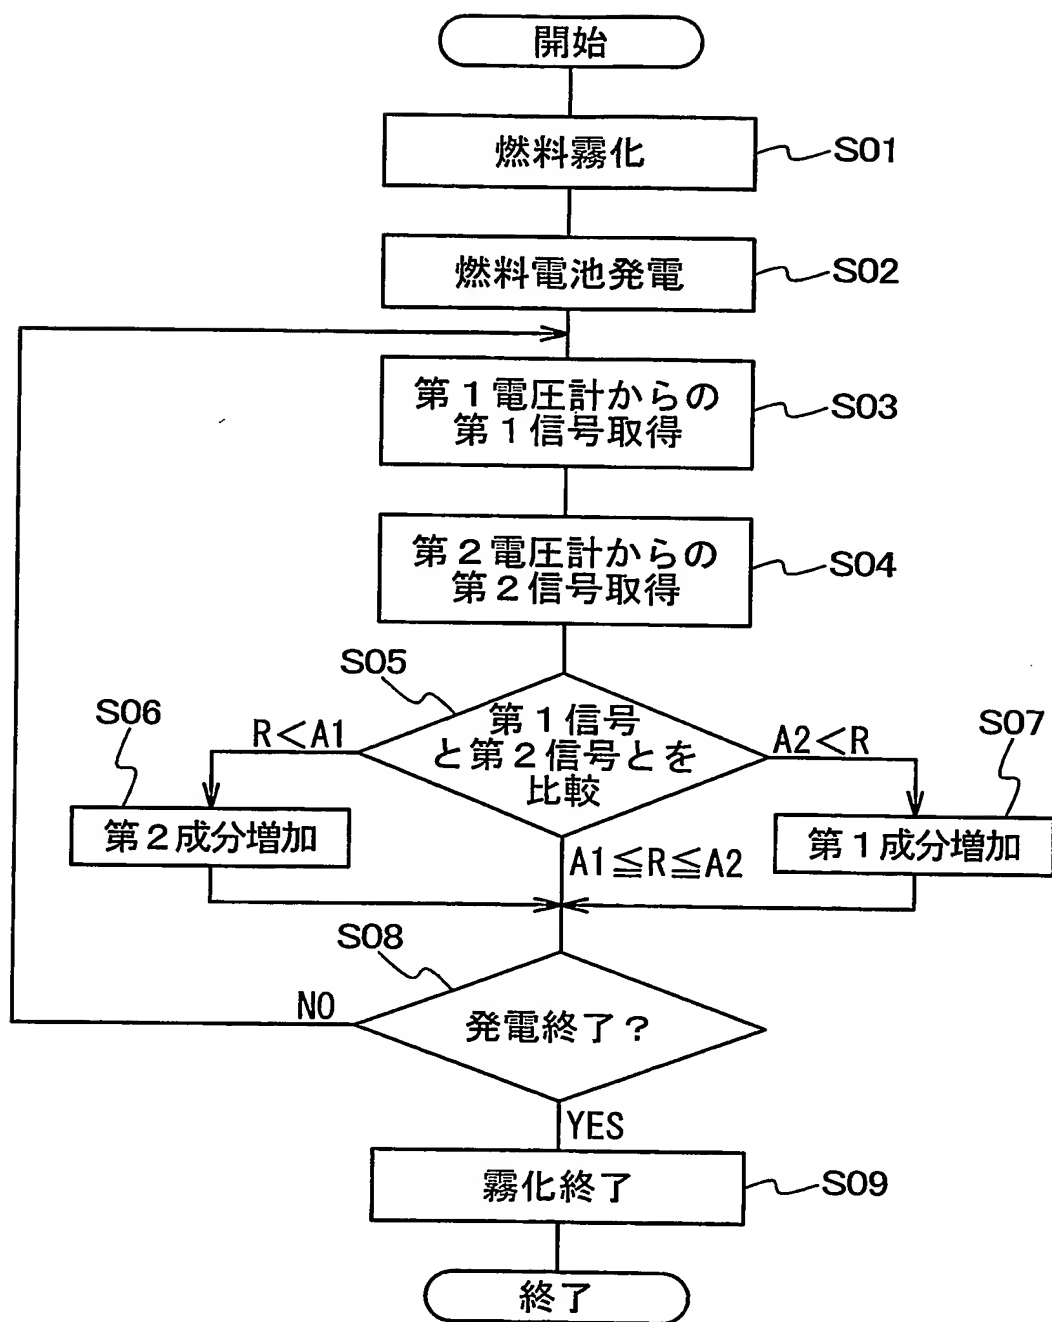 開始
燃料霧化
S01
燃料電池発電
S02
第１電圧計からの
第１信号取得
S03
第２電圧計からの
第２信号取得
S04
S05
第１信号
と第２信号とを
比較
R＜A1
A2＜R
S06
第２成分増加
S07
第１成分増加
A1≦R≦A2
S08
発電終了？
NO
YES
霧化終了
S09
終了